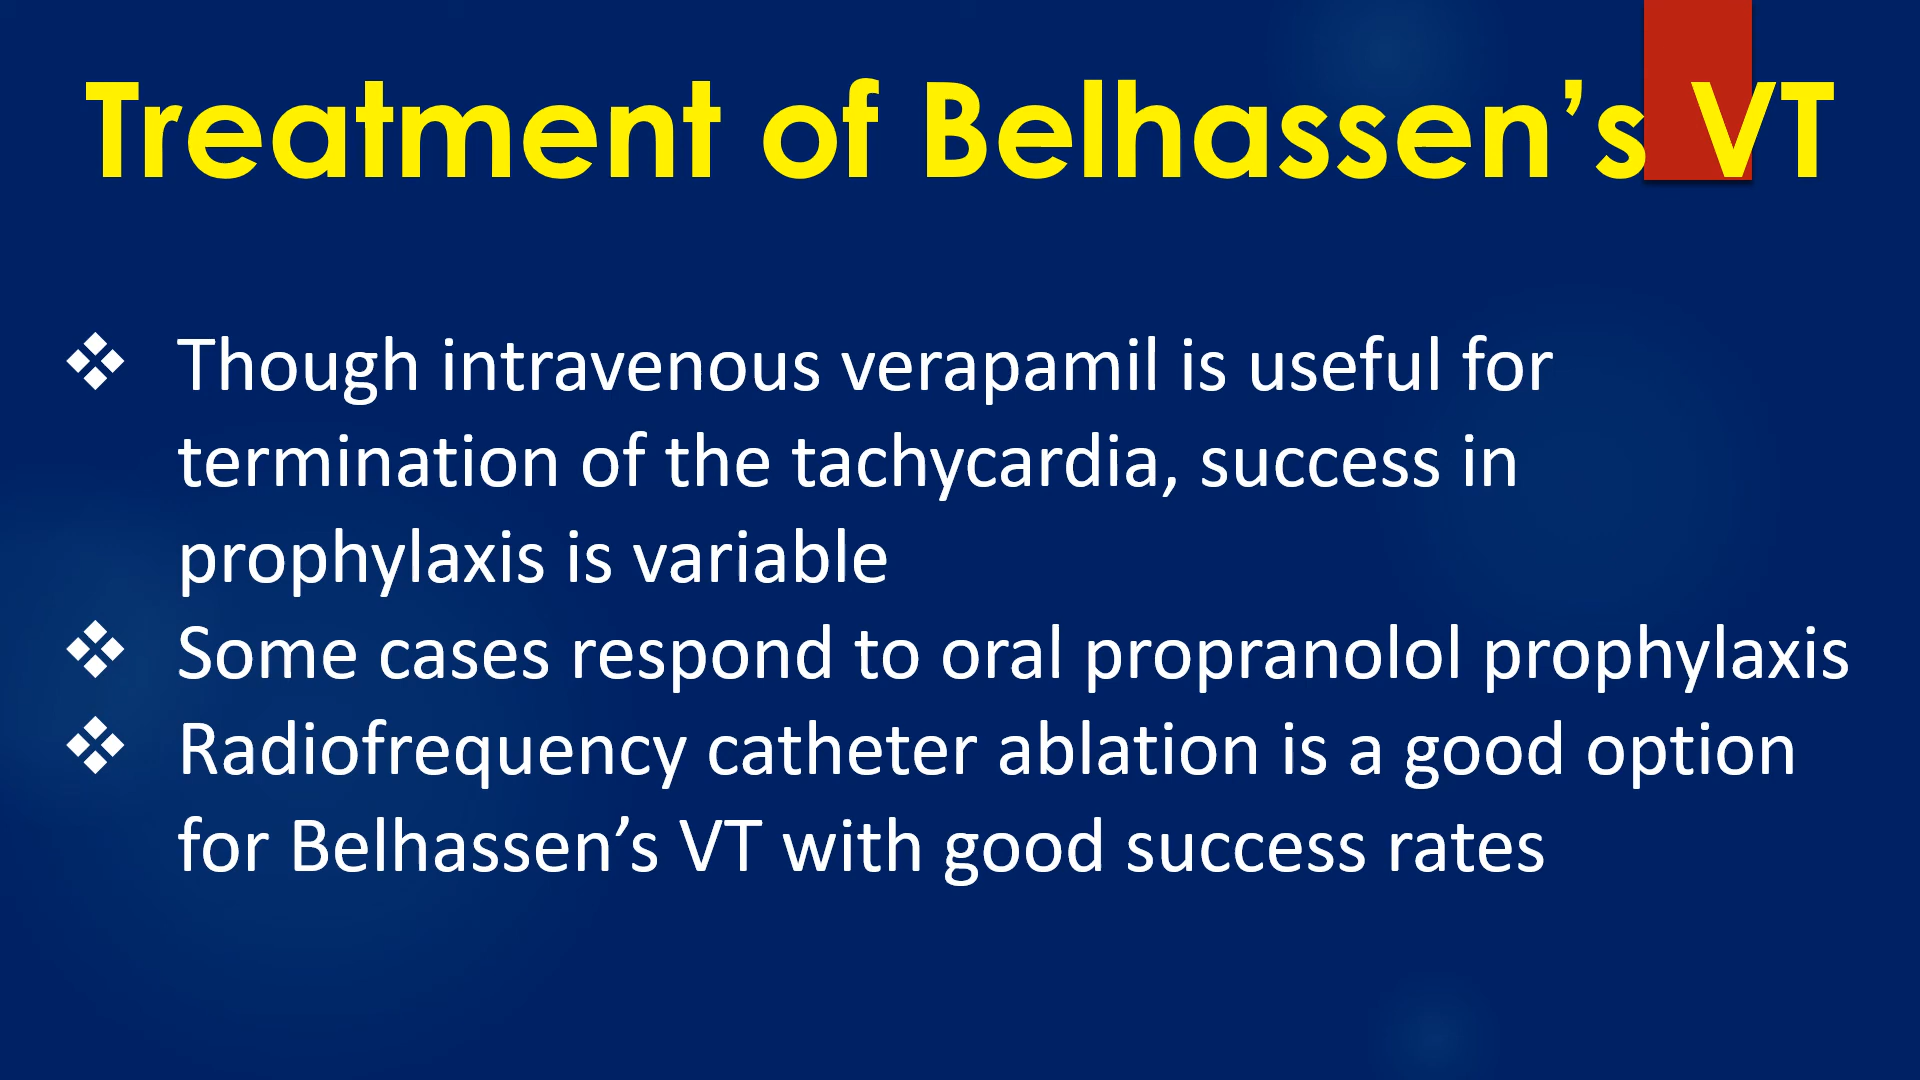 Treatment of Belhassen’s VT
❖ Though intravenous verapamil is useful for
termination of the tachycardia, success in
prophylaxis is variable
❖ Some cases respond to oral propranolol prophylaxis
❖ Radiofrequency catheter ablation is a good option
for Belhassen’s VT with good success rates